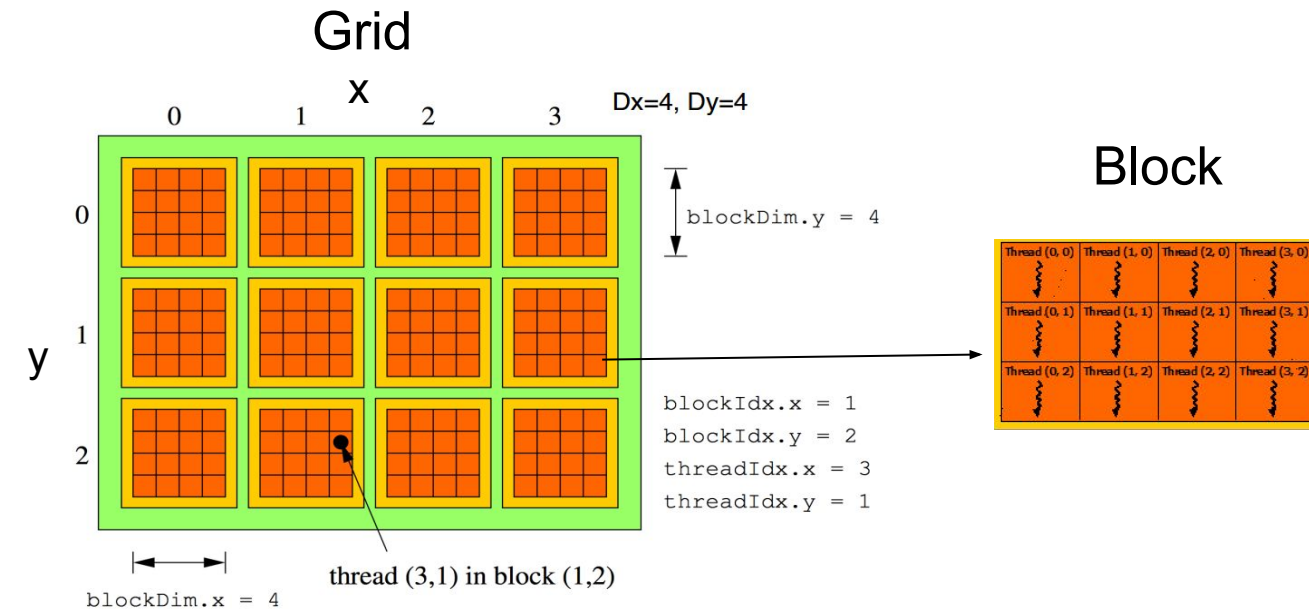 Grid
x
0 1 2 3
Dx=4, Dy=4
Block
0
blockDim.y = 4
Thread (0, 0) Thread (1, 0) Thread (2, 0) Thread (3, 0)
1
Thread (0, 1) Thread (1, 1) Thread (2, 1) Thread (3, 1)
y
Thread (0, 2) Thread (1, 2) Thread (2, 2) Thread (3, 2)
blockIdx.x = 1
blockIdx.y = 2
threadIdx.x = 3
threadIdx.y = 1
2
thread (3,1) in block (1,2)
blockDim.x = 4